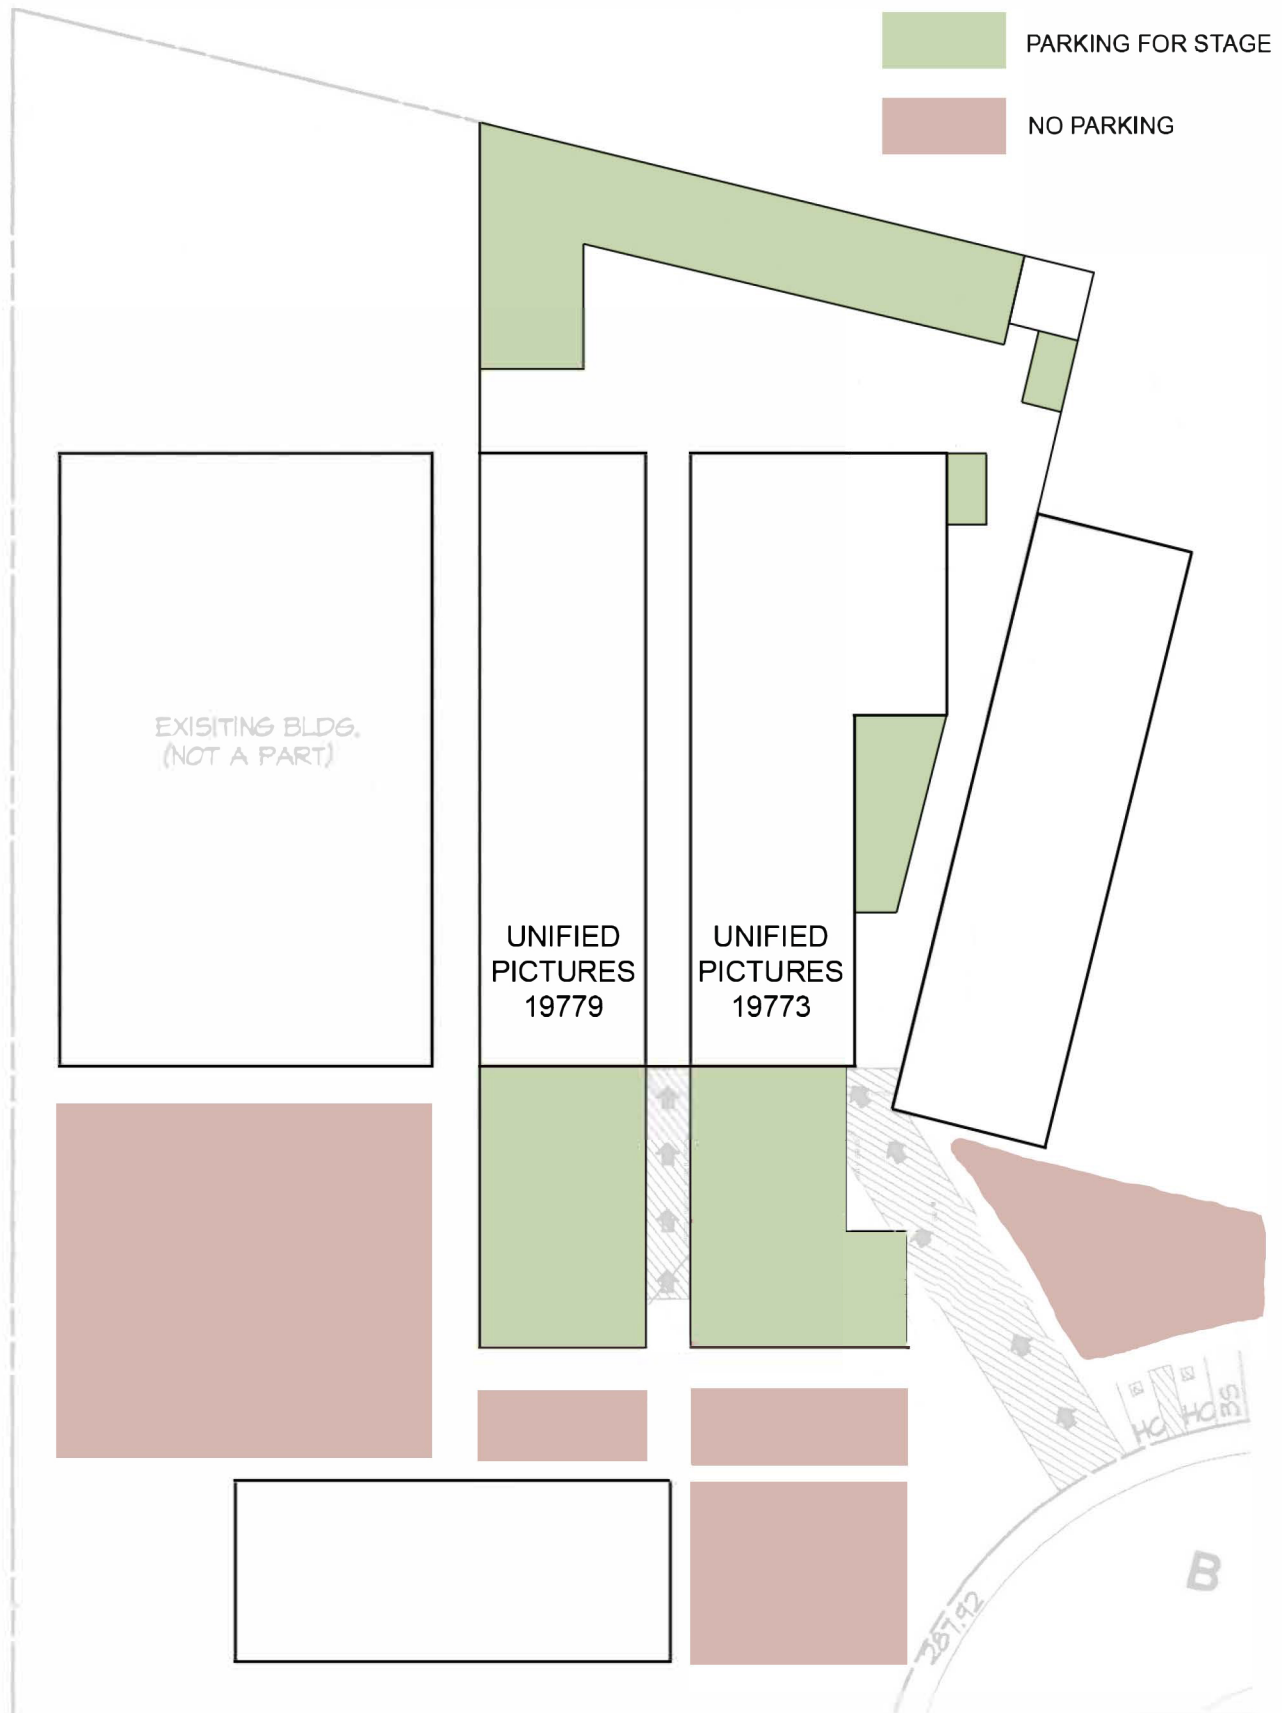 PARKING FOR STAGE
NO PARKING
EXISITING BLDG.
(NOT A PART)
UNIFIED
PICTURES
19779
UNIFIED
PICTURES
19773
HC HC 3S
B
287.92